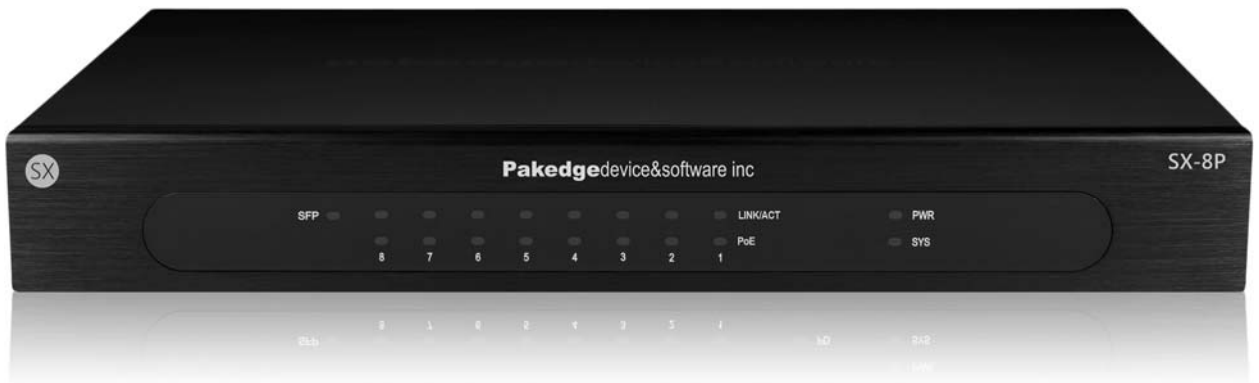 SX
Pakedgedevice&software inc
SX-8P
SFP
LINK/ACT
PWR
PoE
SYS
8 7 6 5 4 3 2 1